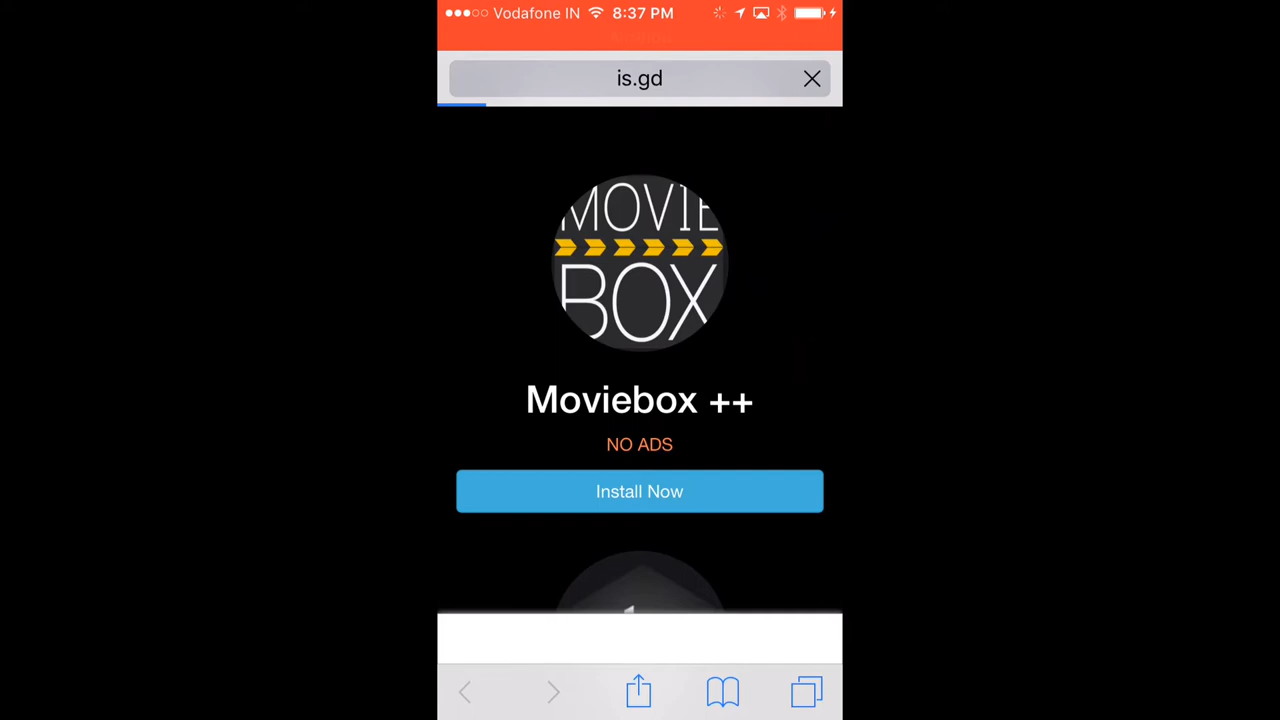 Vodafone IN 8:37 PM
is.gd
MOVIE
BOX
Moviebox ++
NO ADS
Install Now